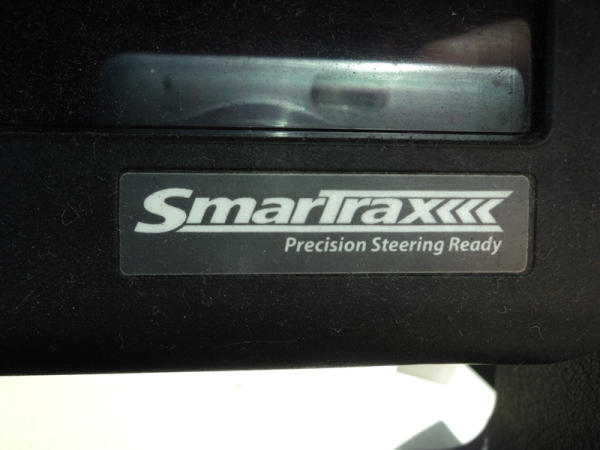 SmarTrax
Precision Steering Ready